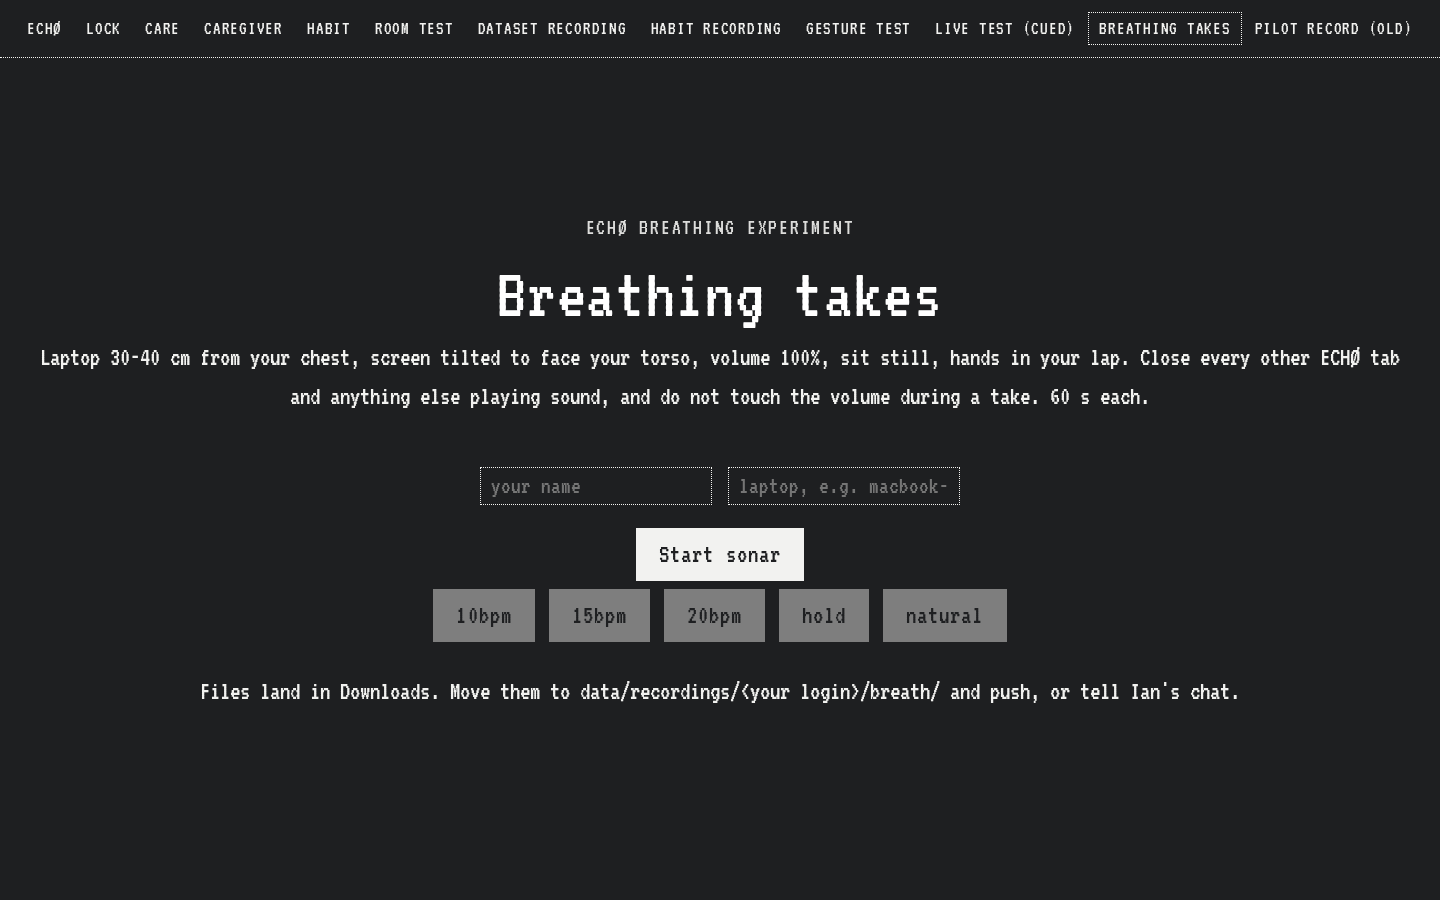 ECHØ LOCK CARE CAREGIVER HABIT ROOM TEST DATASET RECORDING HABIT RECORDING GESTURE TEST LIVE TEST (CUED) BREATHING TAKES PILOT RECORD (OLD)
ECHØ BREATHING EXPERIMENT
Breathing takes
Laptop 30-40 cm from your chest, screen tilted to face your torso, volume 100%, sit still, hands in your lap. Close every other ECHØ tab
and anything else playing sound, and do not touch the volume during a take. 60 s each.
your name laptop, e.g. macbook-
Start sonar
10bpm 15bpm 20bpm hold natural
Files land in Downloads. Move them to data/recordings/<your login>/breath/ and push, or tell Ian's chat.